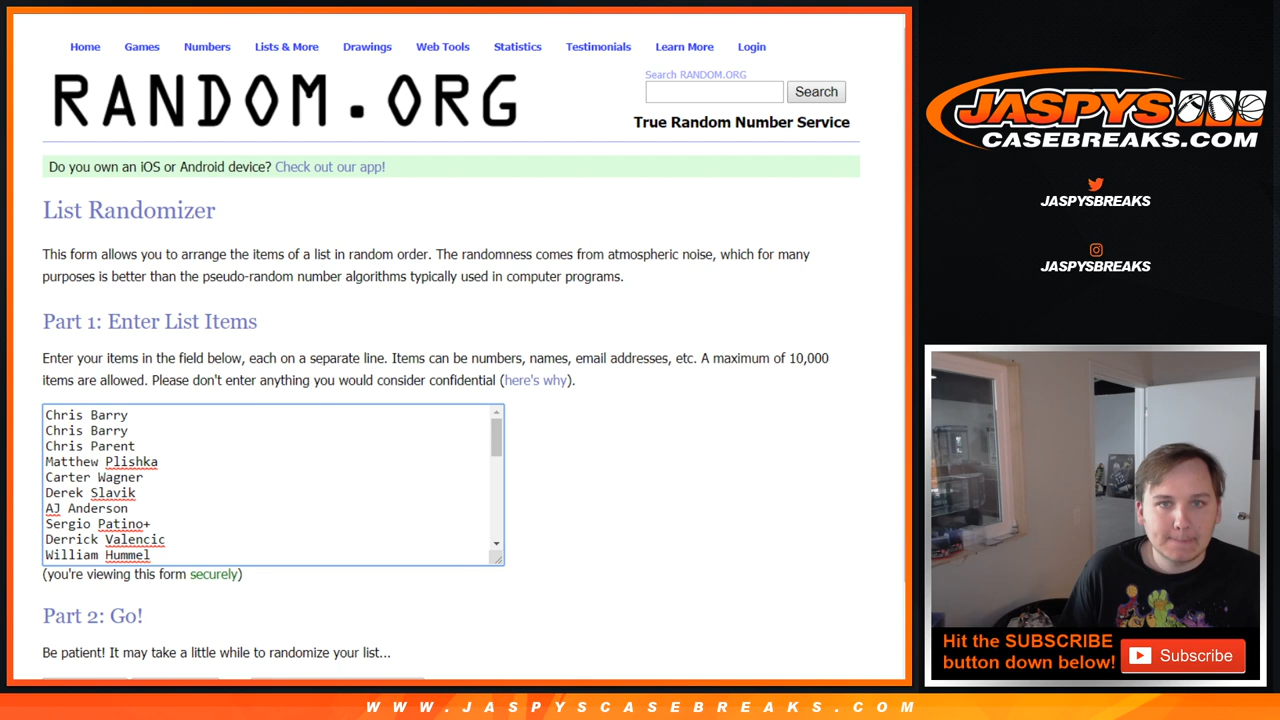 Home Games Numbers Lists & More Drawings Web Tools Statistics Testimonials Learn More Login
RANDOM.ORG
Search RANDOM.ORG
Search
True Random Number Service
Do you own an iOS or Android device? Check out our app!
List Randomizer
This form allows you to arrange the items of a list in random order. The randomness comes from atmospheric noise, which for many
purposes is better than the pseudo-random number algorithms typically used in computer programs.
Part 1: Enter List Items
Enter your items in the field below, each on a separate line. Items can be numbers, names, email addresses, etc. A maximum of 10,000
items are allowed. Please don't enter anything you would consider confidential (here's why).
Chris Barry
Chris Barry
Chris Parent
Matthew Plishka
Carter Wagner
Derek Slavik
AJ Anderson
Sergio Patino+
Derrick Valencic
William Hummel
(you're viewing this form securely)
Part 2: Go!
Be patient! It may take a little while to randomize your list...
JASPYS
CASEBREAKS.COM
JASPYSBREAKS
JASPYSBREAKS
Hit the SUBSCRIBE
button down below!
Subscribe
WWW.JASPYSCASEBREAKS.COM